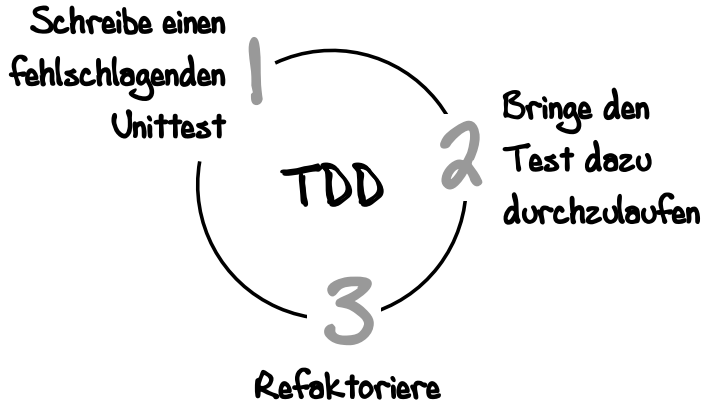 Schreibe einen
fehlschlagenden
Unittest
1
Bringe den
Test dazu
durchzulaufen
2
TDD
3
Refaktoriere